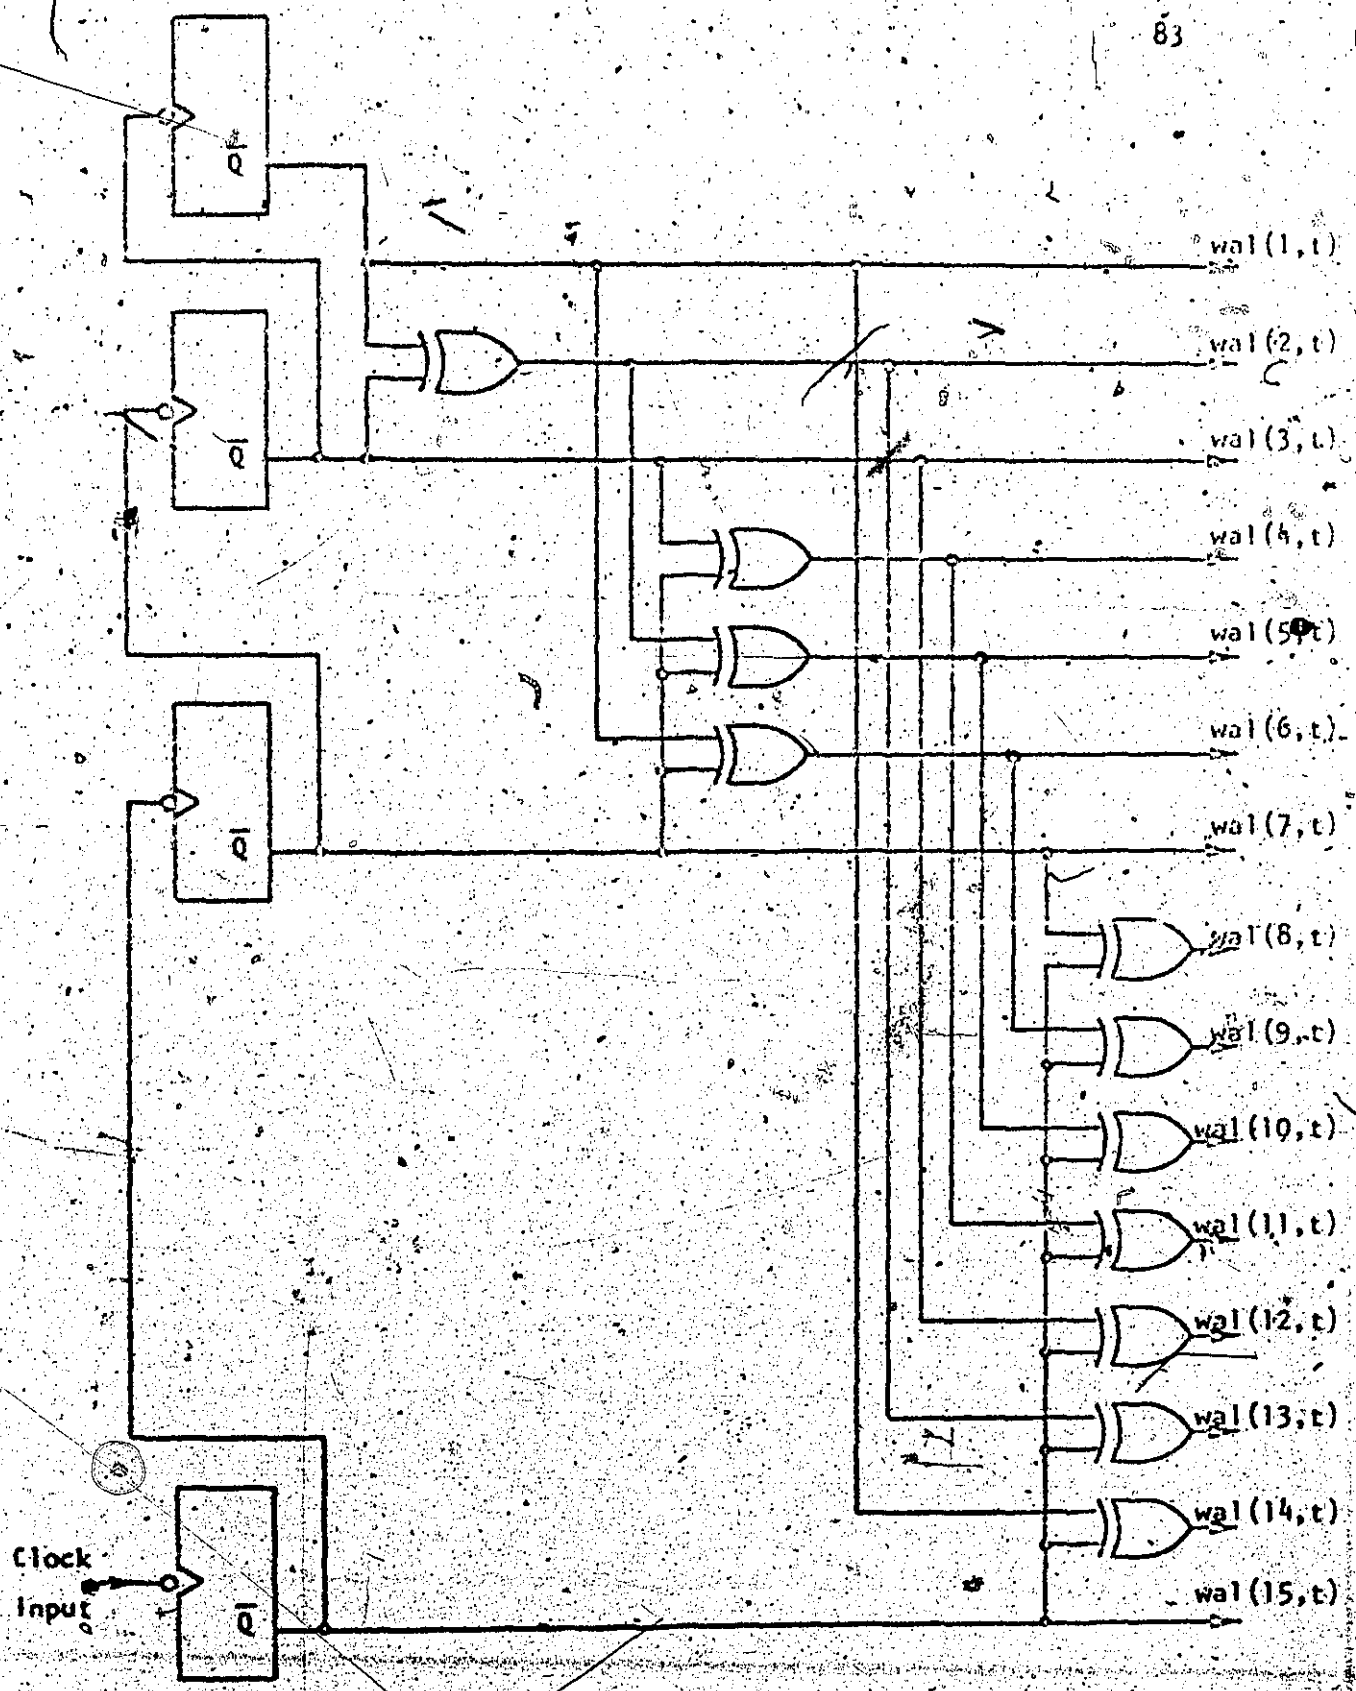 83
Q̅
wal(1,t)
wal(2,t)
Q̅
wal(3,t)
wal(4,t)
wal(5,t)
wal(6,t)
Q̅
wal(7,t)
wal(8,t)
wal(9,t)
wal(10,t)
wal(11,t)
wal(12,t)
wal(13,t)
wal(14,t)
Clock
Input
Q̅
wal(15,t)